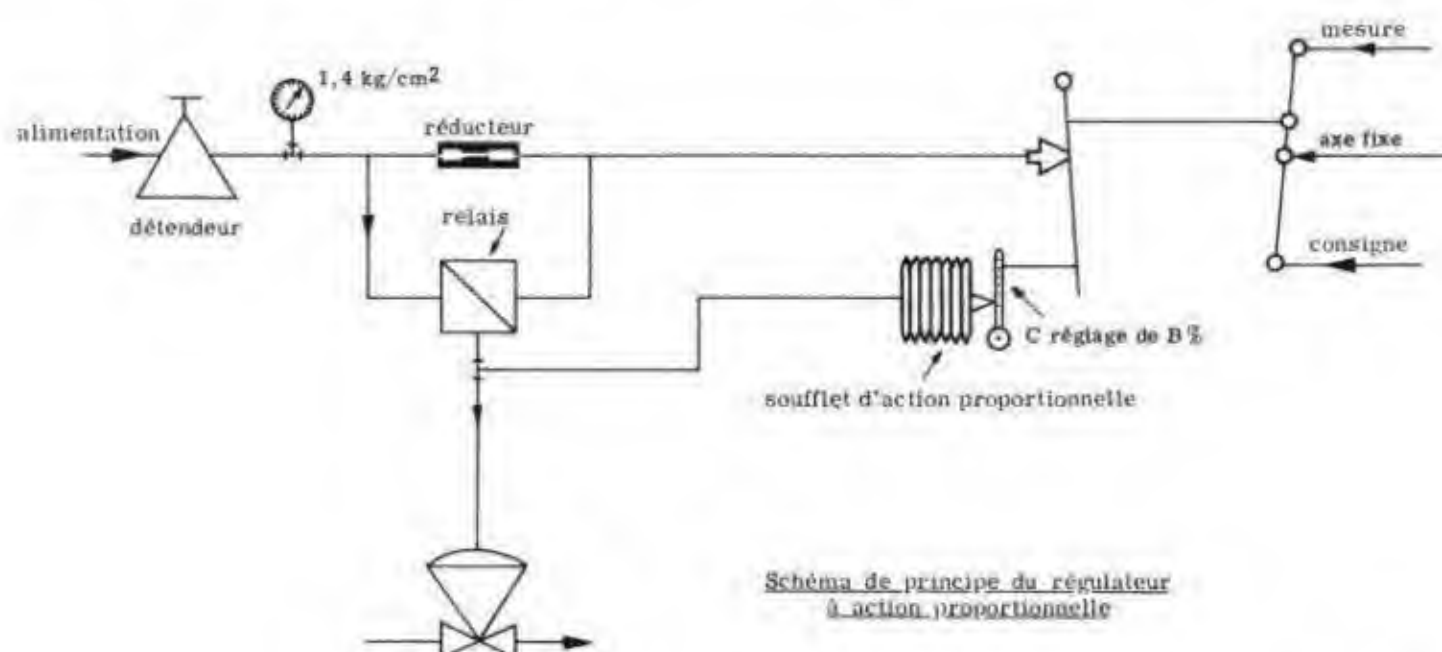 mesure
1,4 kg/cm2
alimentation
réducteur
axe fixe
détendeur
relais
consigne
C réglage de B%
soufflet d'action proportionnelle
Schéma de principe du régulateur
à action proportionnelle